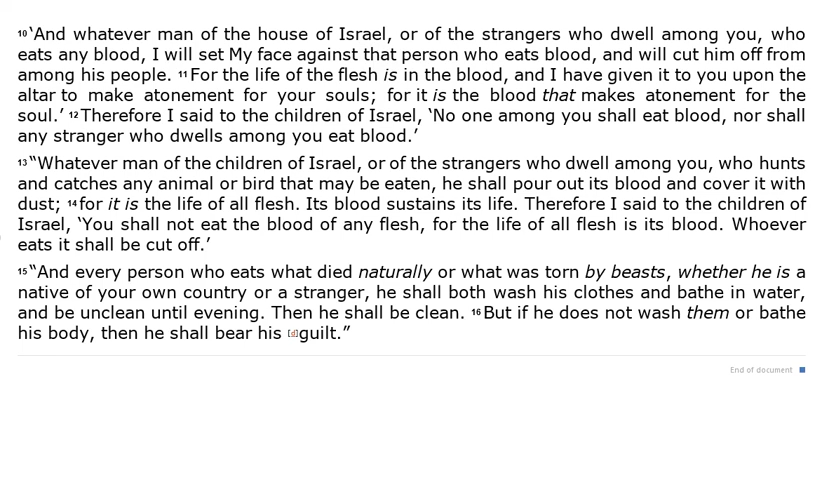 10‘And whatever man of the house of Israel, or of the strangers who dwell among you, who
eats any blood, I will set My face against that person who eats blood, and will cut him off from
among his people. 11 For the life of the flesh is in the blood, and I have given it to you upon the
altar to make atonement for your souls; for it is the blood that makes atonement for the
soul.’ 12 Therefore I said to the children of Israel, ‘No one among you shall eat blood, nor shall
any stranger who dwells among you eat blood.’
13 “Whatever man of the children of Israel, or of the strangers who dwell among you, who hunts
and catches any animal or bird that may be eaten, he shall pour out its blood and cover it with
dust; 14 for it is the life of all flesh. Its blood sustains its life. Therefore I said to the children of
Israel, ‘You shall not eat the blood of any flesh, for the life of all flesh is its blood. Whoever
eats it shall be cut off.’
15 “And every person who eats what died naturally or what was torn by beasts, whether he is a
native of your own country or a stranger, he shall both wash his clothes and bathe in water,
and be unclean until evening. Then he shall be clean. 16 But if he does not wash them or bathe
his body, then he shall bear his [d]guilt.”
End of document